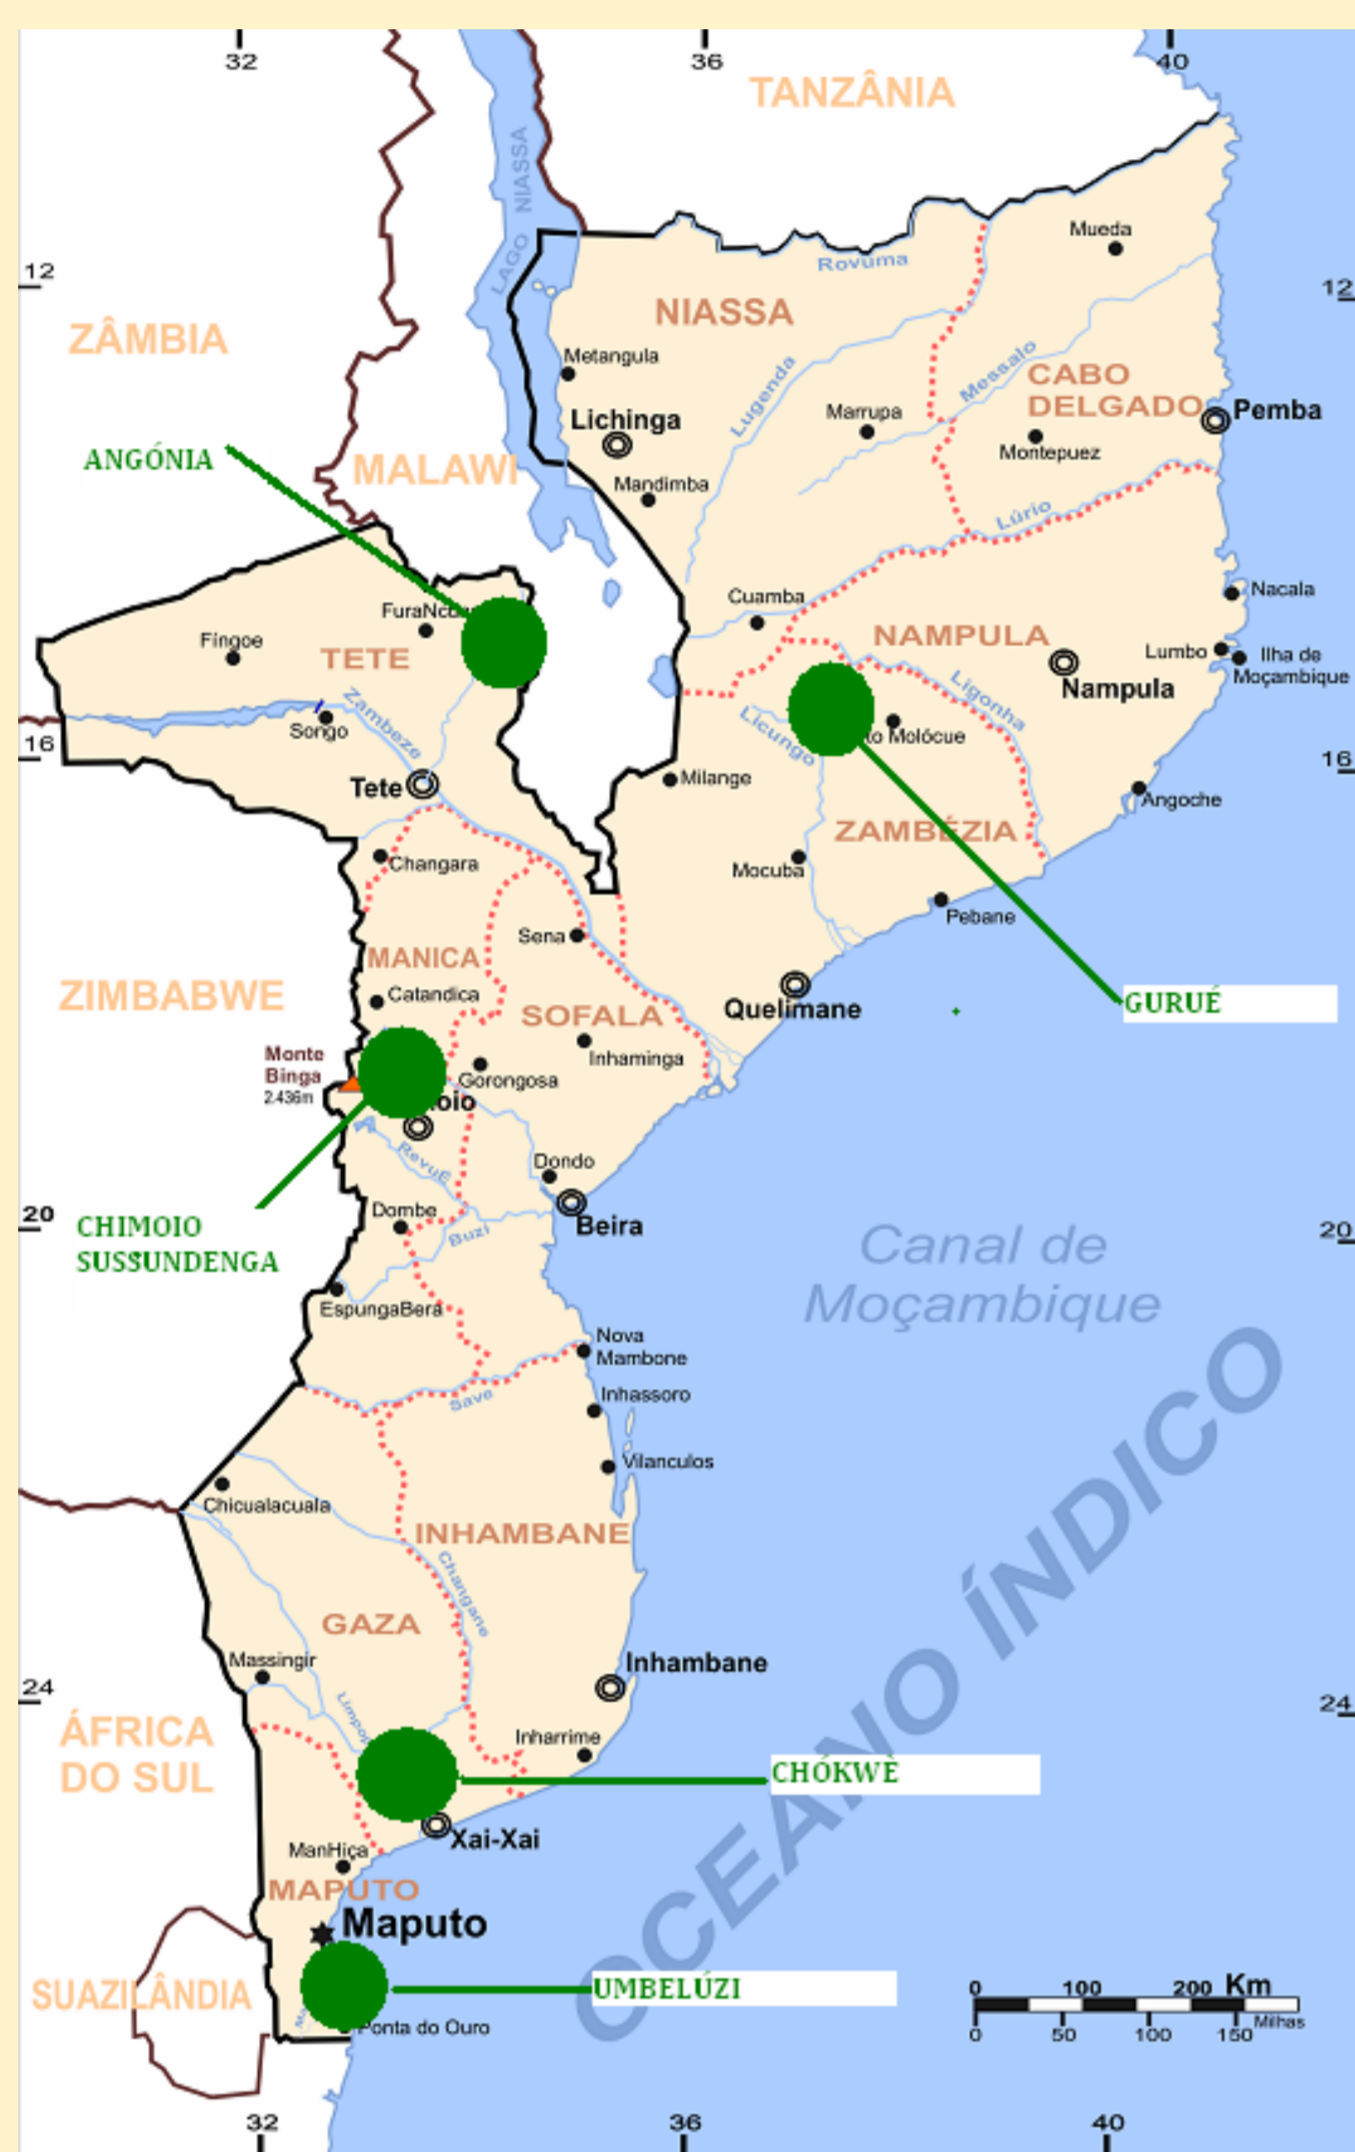 32
36
40
TANZÂNIA
LAGO NIASSA
Mueda
Rovuma
12
12
NIASSA
ZÂMBIA
Metangula
Lugenda
Messalo
CABO
DELGADO
Lichinga
Marrupa
Pemba
ANGÓNIA
MALAWI
Montepuez
Mandimba
Lúrio
Cuamba
Nacala
FuraNc
Fingoe
TETE
NAMPULA
Lumbo
Ilha de
Moçambique
Nampula
Ligonha
Zambeze
Songo
Licungo
to Molócue
16
16
Tete
Milange
Angoche
ZAMBÉZIA
Changara
Mocuba
Pebane
Sena
MANICA
ZIMBABWE
Catandica
Quelimane
GURUÉ
SOFALA
Inhaminga
Monte
Binga
2.436m
Gorongosa
oio
Revué
Dondo
Dombe
20
20
CHIMOIO
SUSSUNDENGA
Beira
Buzi
Canal de
Moçambique
EspungaBera
Nova
Mambone
Inhassoro
Save
Vilanculos
Chicualacuala
INHAMBANE
Changane
GAZA
Massingir
Inhambane
24
24
Limpop
ÁFRICA
DO SUL
Inharrime
CHÓKWÈ
OCEANO ÍNDICO
Xai-Xai
ManHiça
MAPUTO
Maputo
SUAZILÂNDIA
UMBELÚZI
Ponta do Ouro
0 100 200 Km
0 50 100 150 Milhas
32
36
40